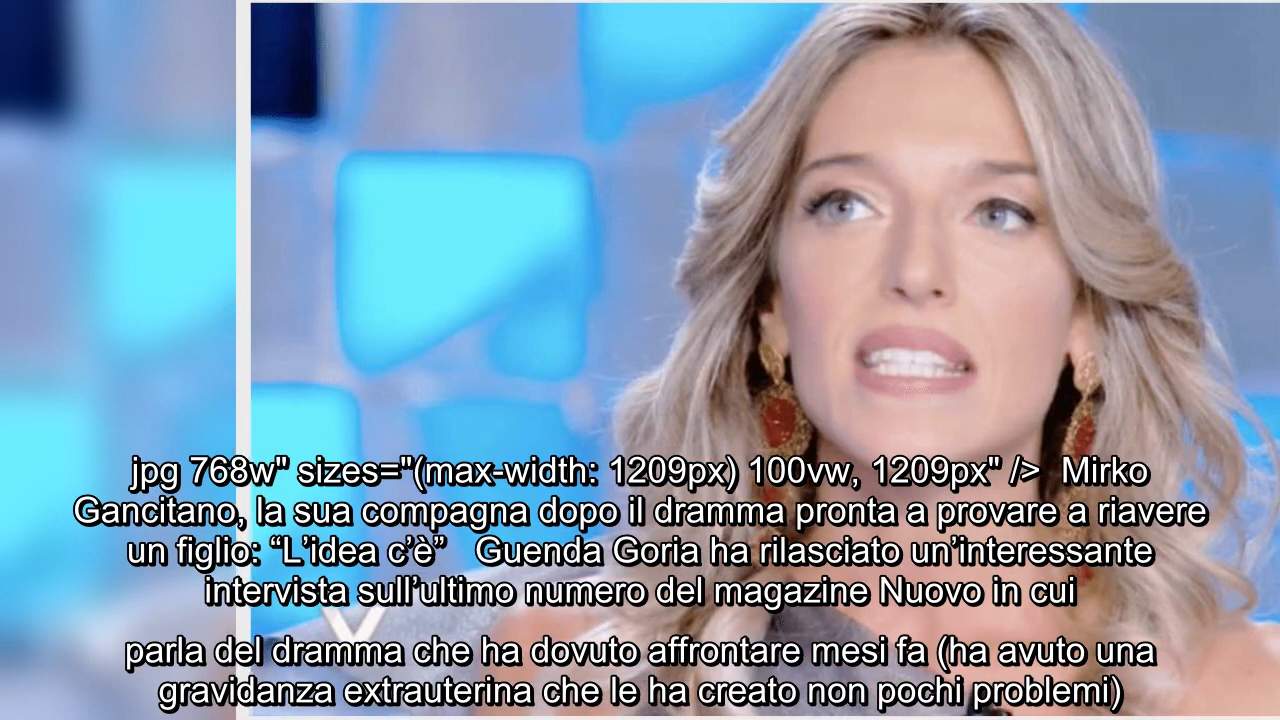 jpg 768w" sizes="(max-width: 1209px) 100vw, 1209px" />  Mirko
Gancitano, la sua compagna dopo il dramma pronta a provare a riavere
un figlio: “L’idea c’è”   Guenda Goria ha rilasciato un’interessante
intervista sull’ultimo numero del magazine Nuovo in cui
parla del dramma che ha dovuto affrontare mesi fa (ha avuto una
gravidanza extrauterina che le ha creato non pochi problemi)